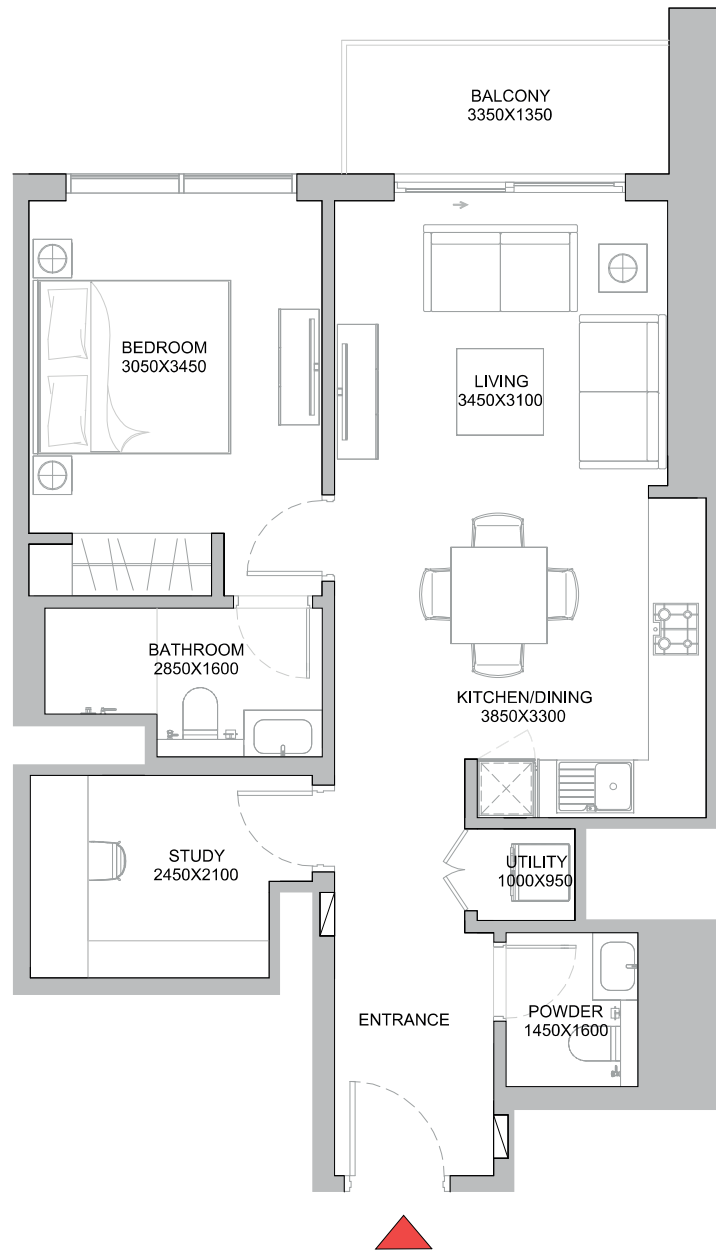 BALCONY
3350X1350
BEDROOM
3050X3450
LIVING
3450X3100
BATHROOM
2850X1600
KITCHEN/DINING
3850X3300
STUDY
2450X2100
UTILITY
1000X950
ENTRANCE
POWDER
1450X1600